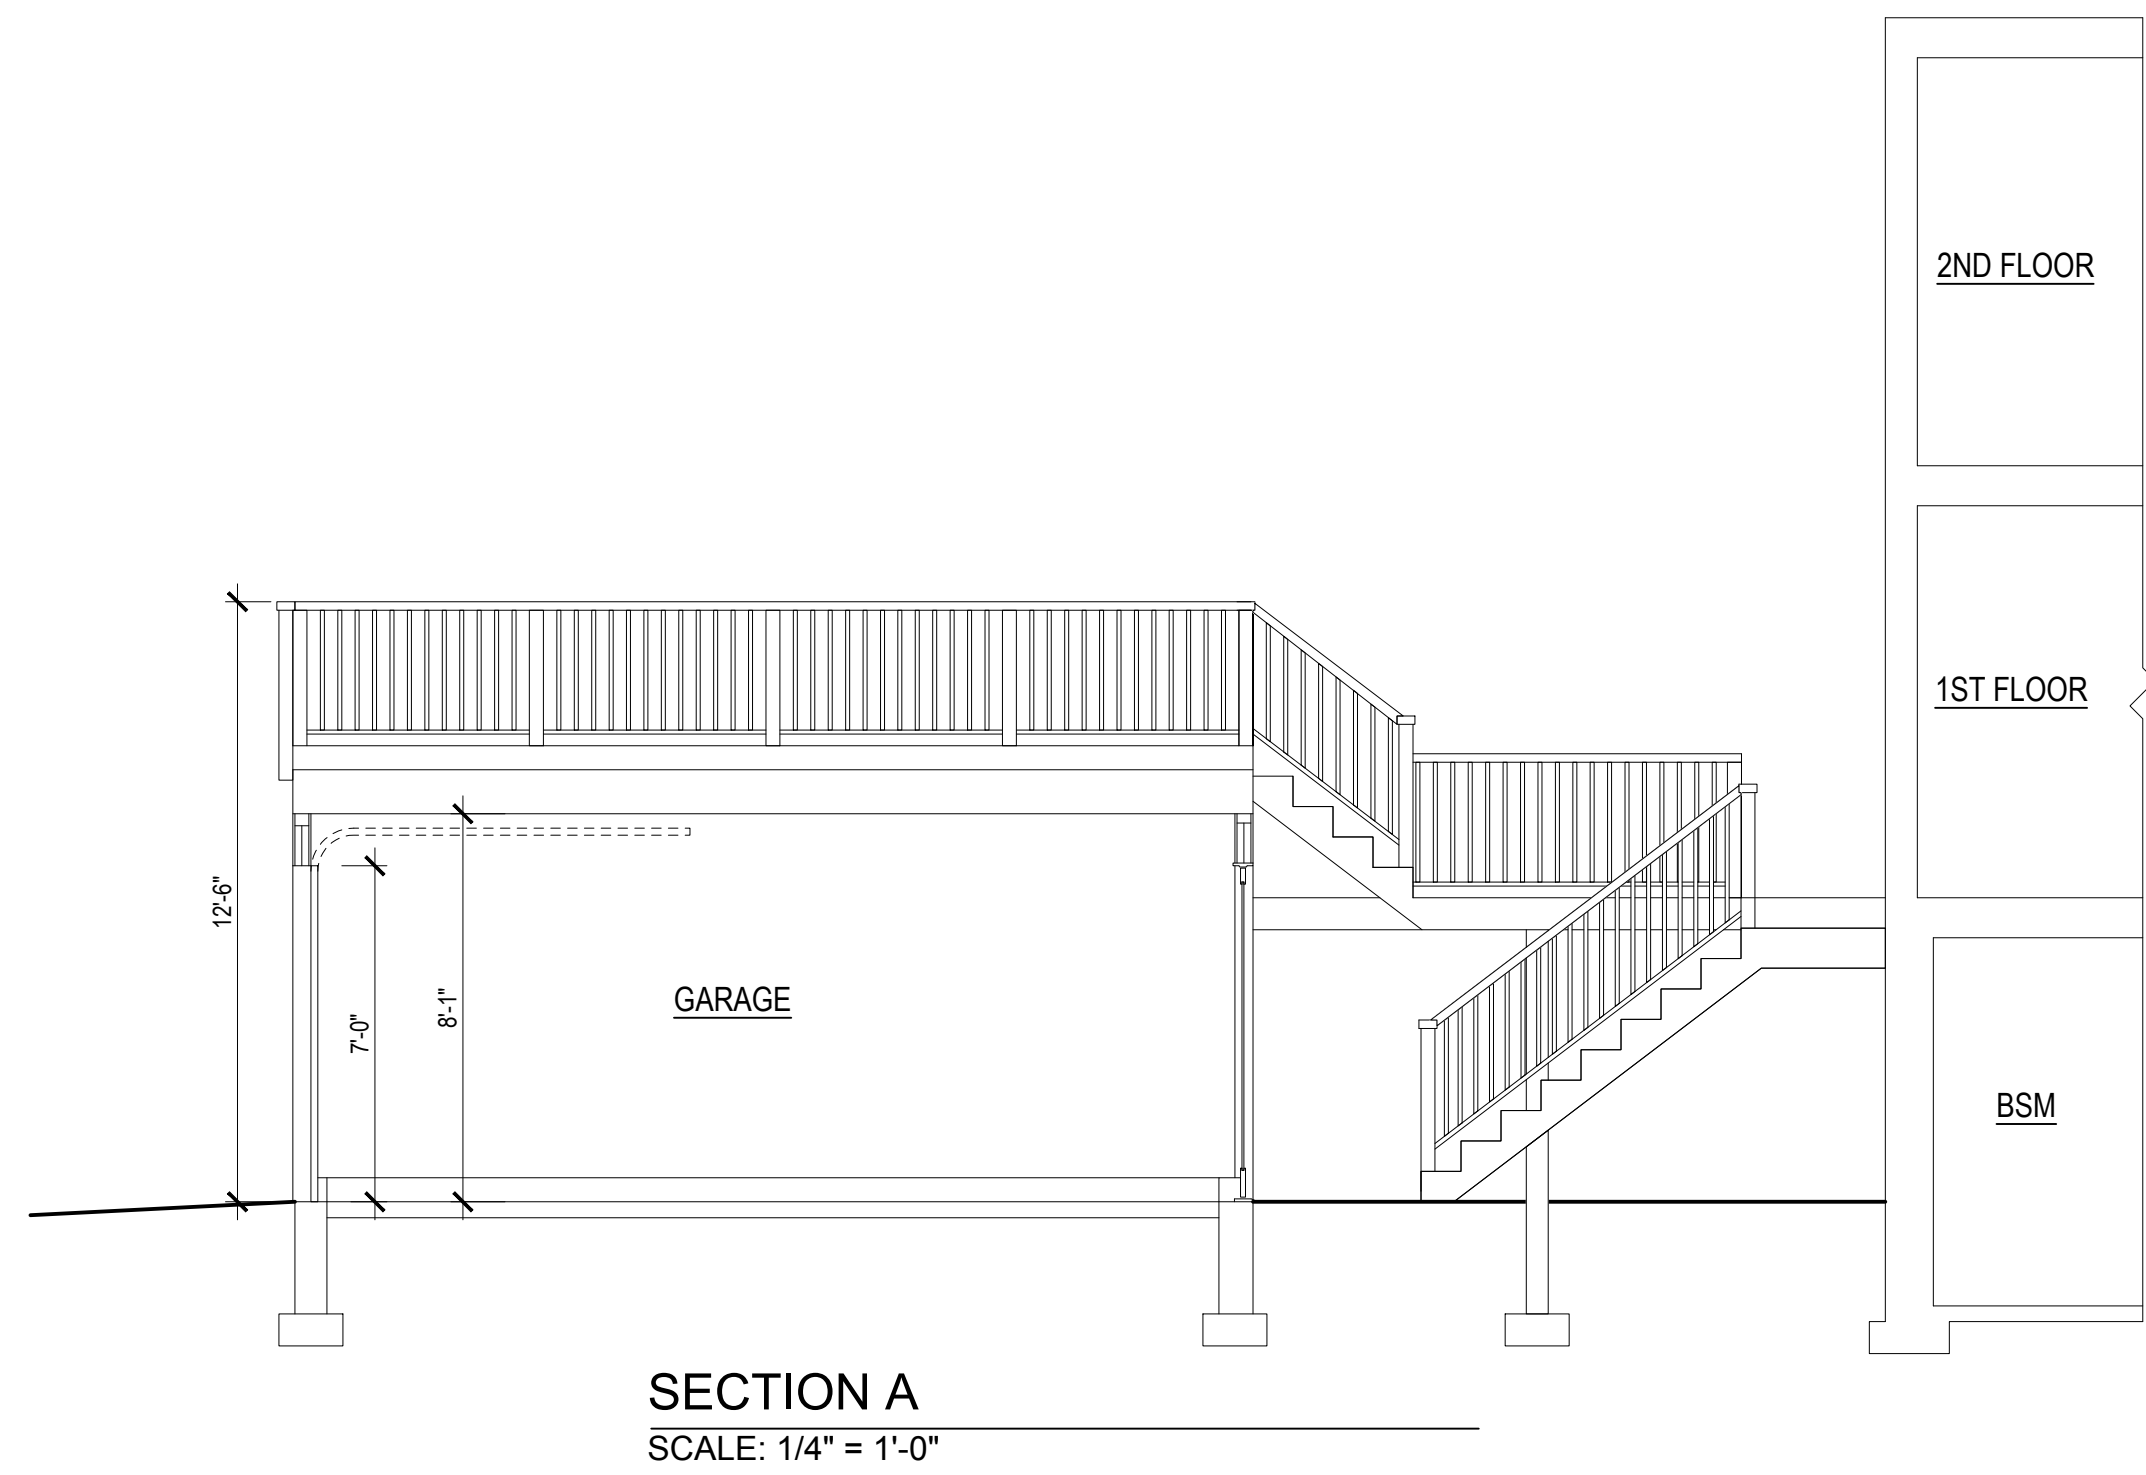 2ND FLOOR
1ST FLOOR
12'-6"
7'-0"
8'-1"
GARAGE
BSM
SECTION A
SCALE: 1/4" = 1'-0"